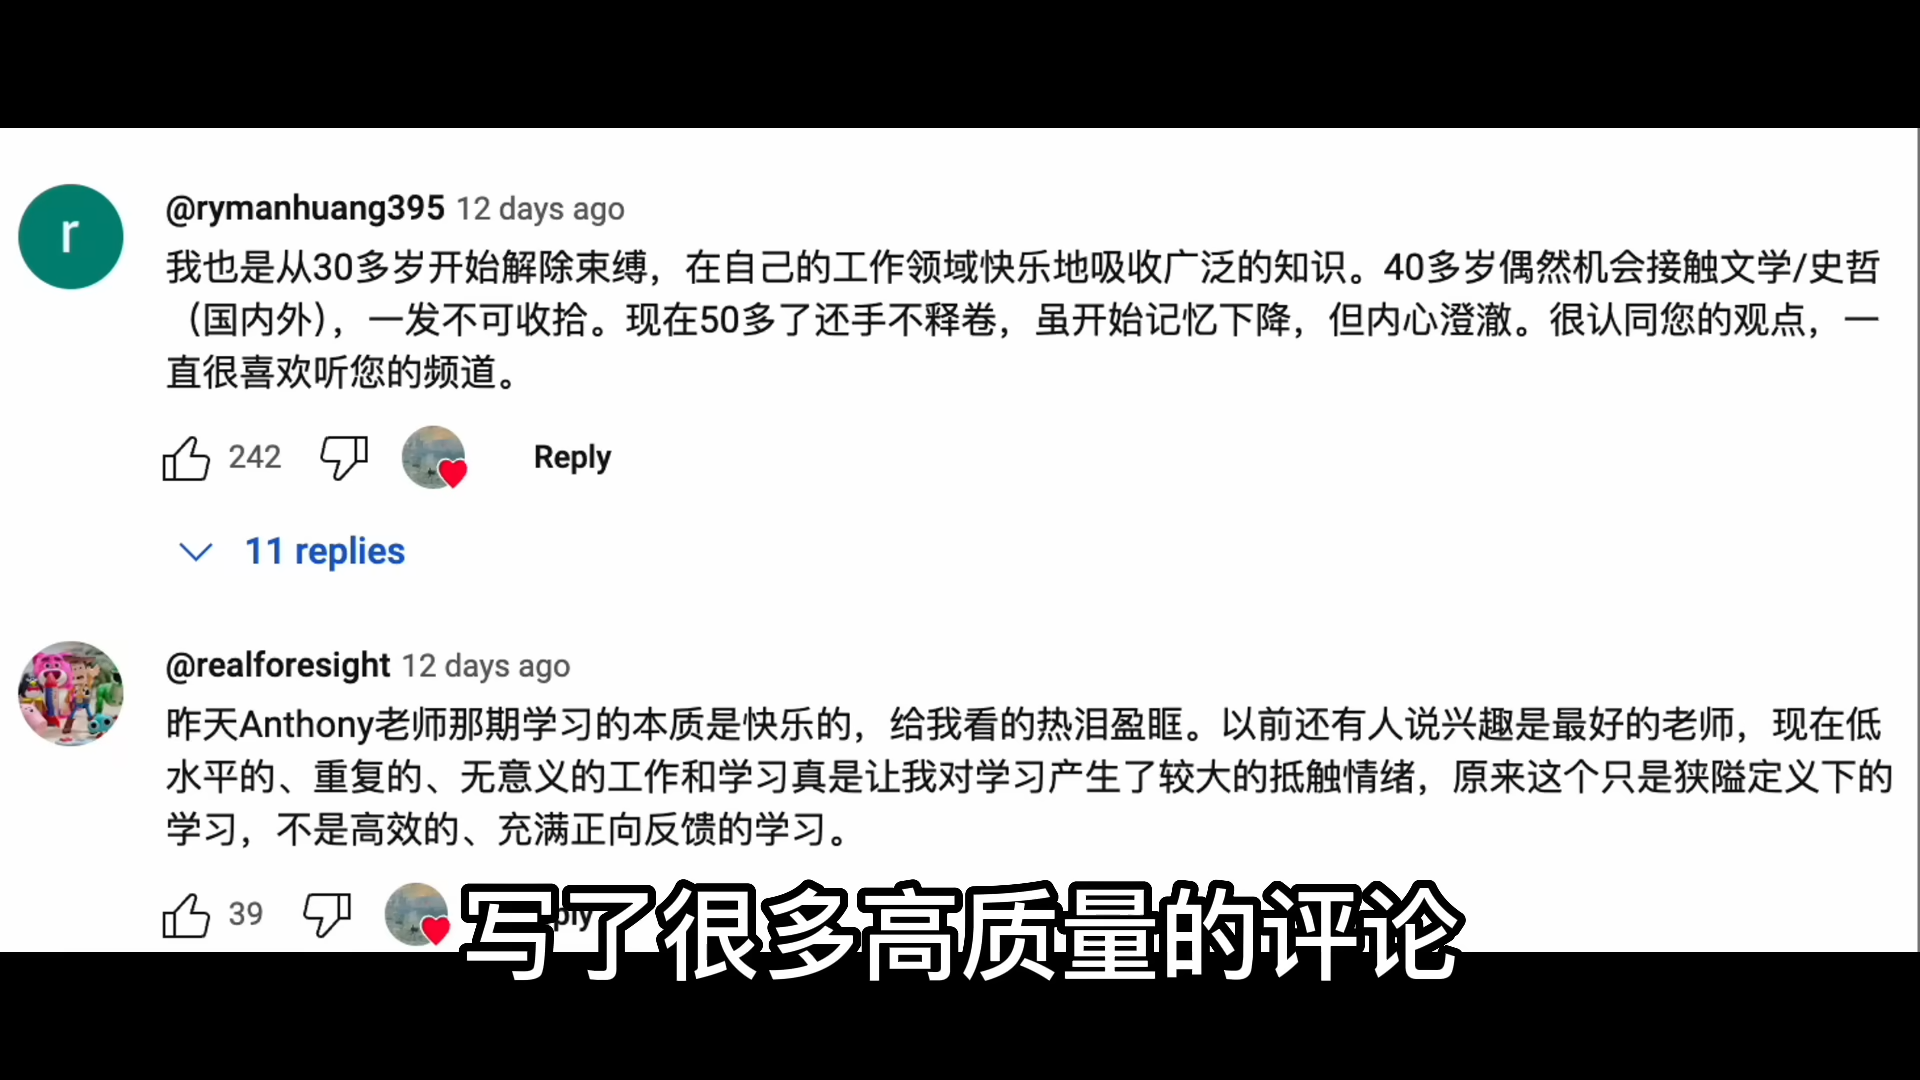 r
@rymanhuang395 12 days ago
我也是从30多岁开始解除束缚，在自己的工作领域快乐地吸收广泛的知识。40多岁偶然机会接触文学/史哲
（国内外），一发不可收拾。现在50多了还手不释卷，虽开始记忆下降，但内心澄澈。很认同您的观点，一
直很喜欢听您的频道。
242 Reply
11 replies
@realforesight 12 days ago
昨天Anthony老师那期学习的本质是快乐的，给我看的热泪盈眶。以前还有人说兴趣是最好的老师，现在低
水平的、重复的、无意义的工作和学习真是让我对学习产生了较大的抵触情绪，原来这个只是狭隘定义下的
学习，不是高效的、充满正向反馈的学习。
39
写了很多高质量的评论